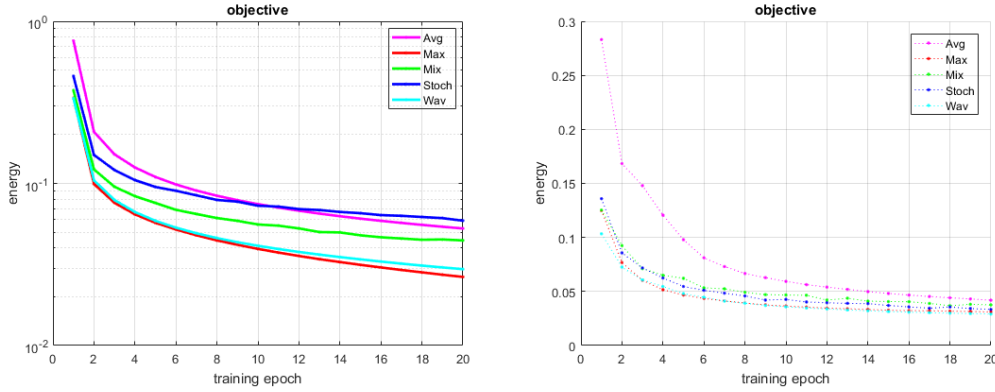 objective
10^0
10^-1
10^-2
energy
0 2 4 6 8 10 12 14 16 18 20
training epoch
Avg
Max
Mix
Stoch
Wav
objective
0.3
0.25
0.2
0.15
0.1
0.05
0
energy
0 2 4 6 8 10 12 14 16 18 20
training epoch
Avg
Max
Mix
Stoch
Wav